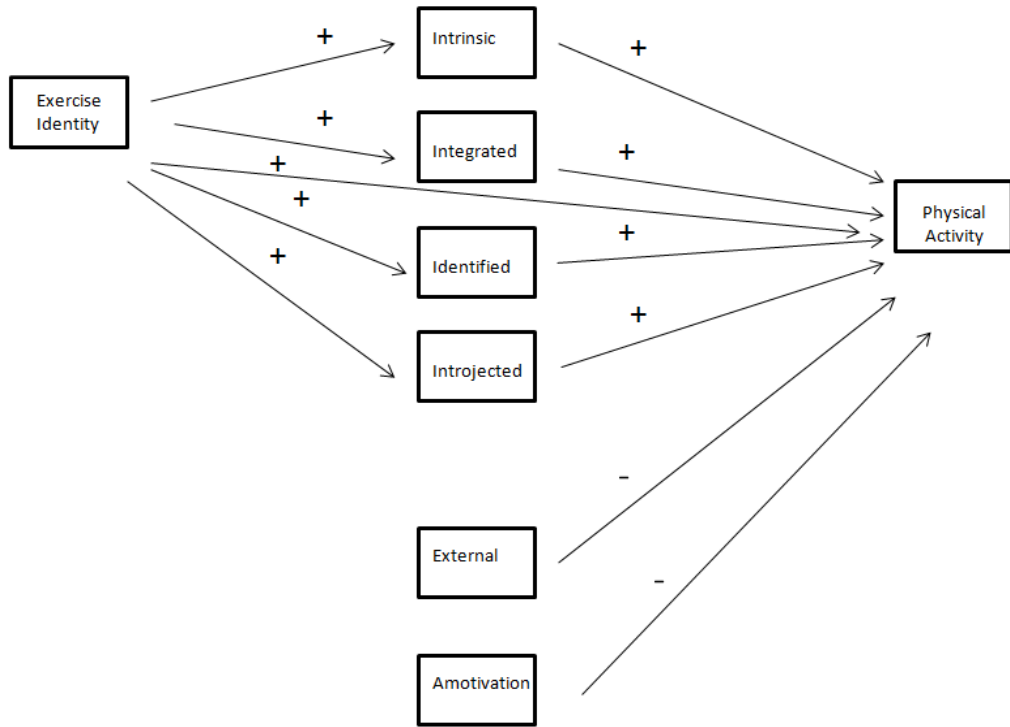 +
Intrinsic
+
Exercise
Identity
+
Integrated
+
+
+
Physical
Activity
+
Identified
+
+
Introjected
-
External
-
Amotivation